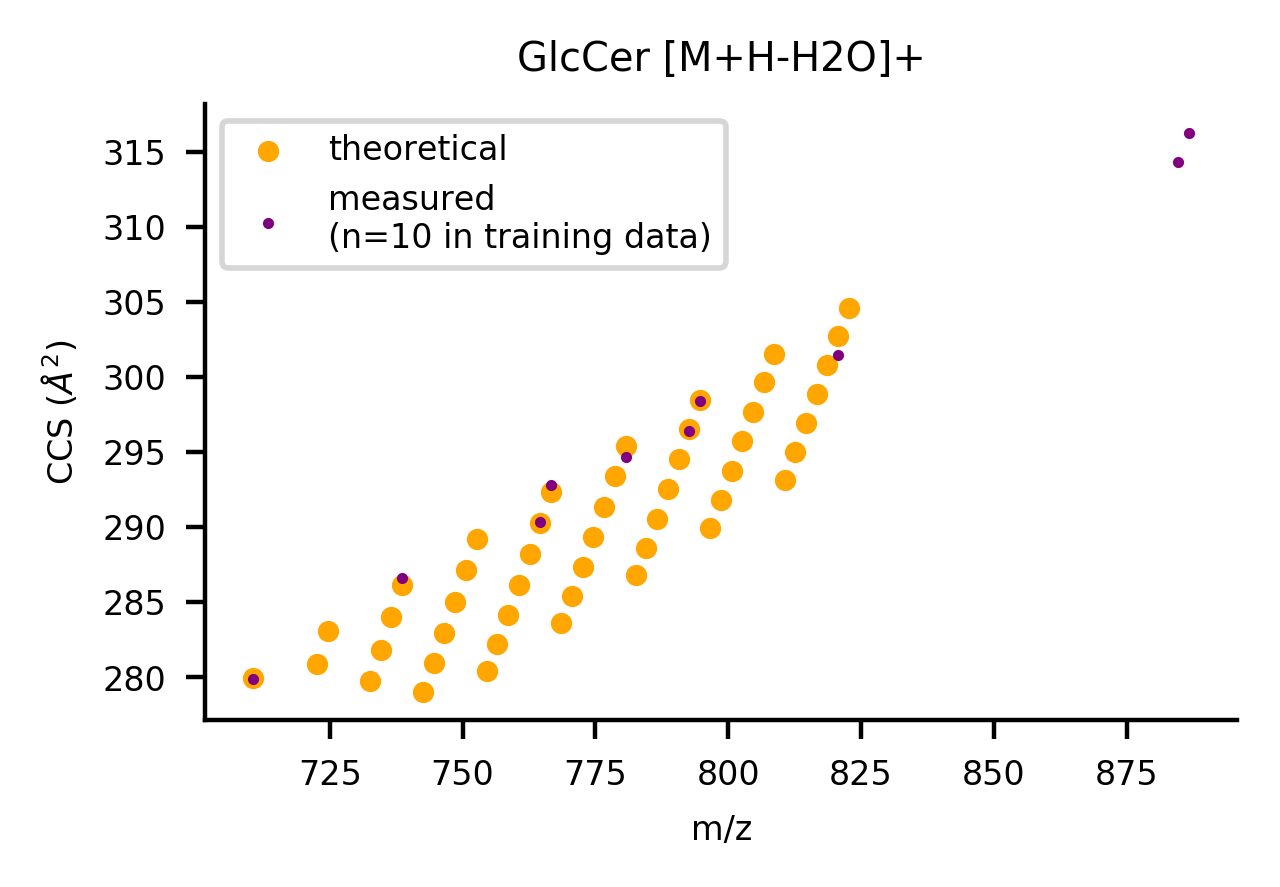 GlcCer [M+H-H2O]+
theoretical
measured
(n=10 in training data)
CCS (Å²)
315
310
305
300
295
290
285
280
725
750
775
800
825
850
875
m/z